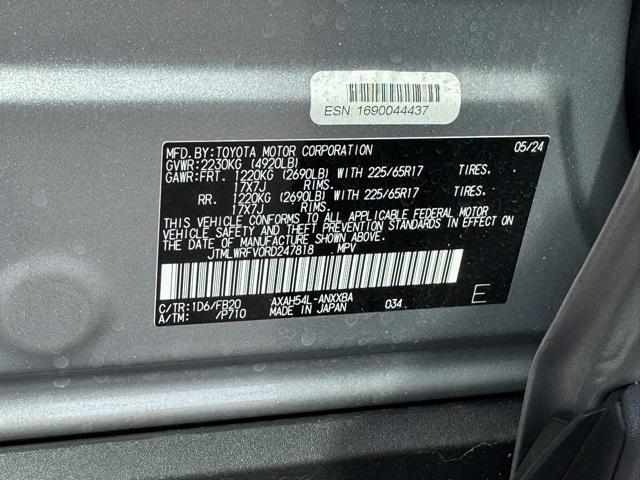 ESN: 1690044437
MFD.BY:TOYOTA MOTOR CORPORATION 05/24
GVWR:2230KG (4920LB)
GAWR:FRT. 1220KG (2690LB) WITH 225/65R17 TIRES.
17X7J RIMS.
RR. 1220KG (2690LB) WITH 225/65R17 TIRES.
17X7J RIMS.
THIS VEHICLE CONFORMS TO ALL APPLICABLE FEDERAL MOTOR
VEHICLE SAFETY AND THEFT PREVENTION STANDARDS IN EFFECT ON
THE DATE OF MANUFACTURE SHOWN ABOVE.
JTMLWRFV0RD247818 MPV
C/TR:1D6/FB20 AXAH54L-ANXXBA
A/TM: /P710 MADE IN JAPAN 034 E